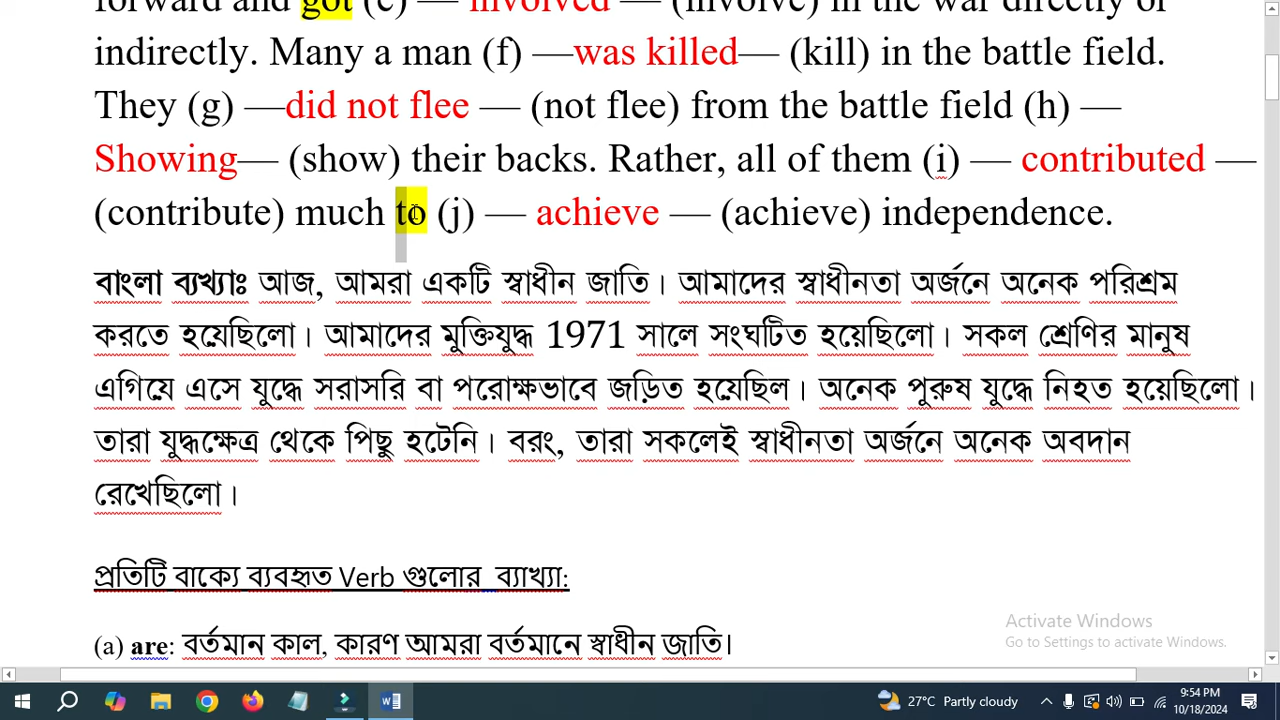 forward and got (e) — involved — (involve) in the war directly or
indirectly. Many a man (f) —was killed— (kill) in the battle field.
They (g) —did not flee — (not flee) from the battle field (h) —
Showing— (show) their backs. Rather, all of them (i) — contributed —
(contribute) much to (j) — achieve — (achieve) independence.
বাংলা ব্যখ্যাঃ আজ, আমরা একটি স্বাধীন জাতি। আমাদের স্বাধীনতা অর্জনে অনেক পরিশ্রম
করতে হয়েছিলো। আমাদের মুক্তিযুদ্ধ 1971 সালে সংঘটিত হয়েছিলো। সকল শ্রেণির মানুষ
এগিয়ে এসে যুদ্ধে সরাসরি বা পরোক্ষভাবে জড়িত হয়েছিল। অনেক পুরুষ যুদ্ধে নিহত হয়েছিলো।
তারা যুদ্ধক্ষেত্র থেকে পিছু হটেনি। বরং, তারা সকলেই স্বাধীনতা অর্জনে অনেক অবদান
রেখেছিলো।
প্রতিটি বাক্যে ব্যবহৃত Verb গুলোর ব্যাখ্যা:
(a) are: বর্তমান কাল, কারণ আমরা বর্তমানে স্বাধীন জাতি।
Activate Windows
Go to Settings to activate Windows.
27°C Partly cloudy
9:54 PM
10/18/2024